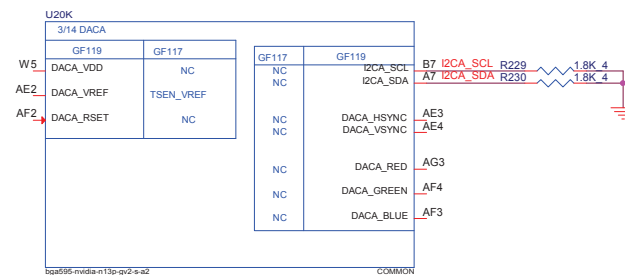 U20K
3/14 DACA
GF119 GF117
W5 DACA_VDD NC
AE2 DACA_VREF TSEN_VREF
AF2 DACA_RSET NC
GF117 GF119
NC I2CA_SCL B7 I2CA_SCL R229 1.8K_4
NC I2CA_SDA A7 I2CA_SDA R230 1.8K_4
NC DACA_HSYNC AE3
NC DACA_VSYNC AE4
NC DACA_RED AG3
NC DACA_GREEN AF4
NC DACA_BLUE AF3
bga595-nvidia-n13p-gv2-s-a2 COMMON